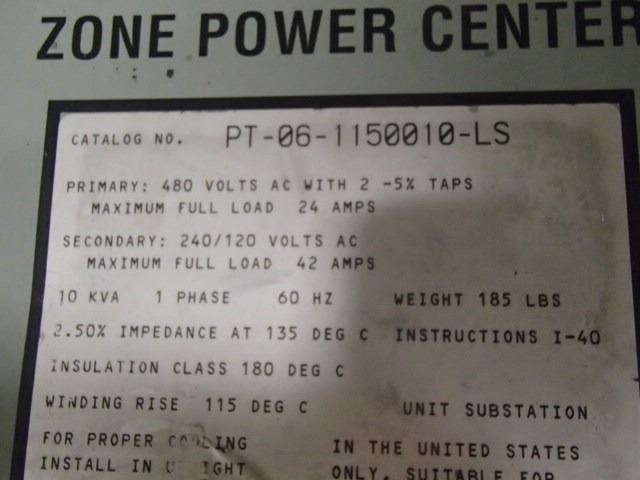 ZONE POWER CENTER
CATALOG NO. PT-06-1150010-LS
PRIMARY: 480 VOLTS AC WITH 2 -5% TAPS
MAXIMUM FULL LOAD 24 AMPS
SECONDARY: 240/120 VOLTS AC
MAXIMUM FULL LOAD 42 AMPS
10 KVA 1 PHASE 60 HZ WEIGHT 185 LBS
2.50% IMPEDANCE AT 135 DEG C INSTRUCTIONS I-40
INSULATION CLASS 180 DEG C
WINDING RISE 115 DEG C UNIT SUBSTATION
FOR PROPER COOLING IN THE UNITED STATES
INSTALL IN ONLY, SUITABLE FOR